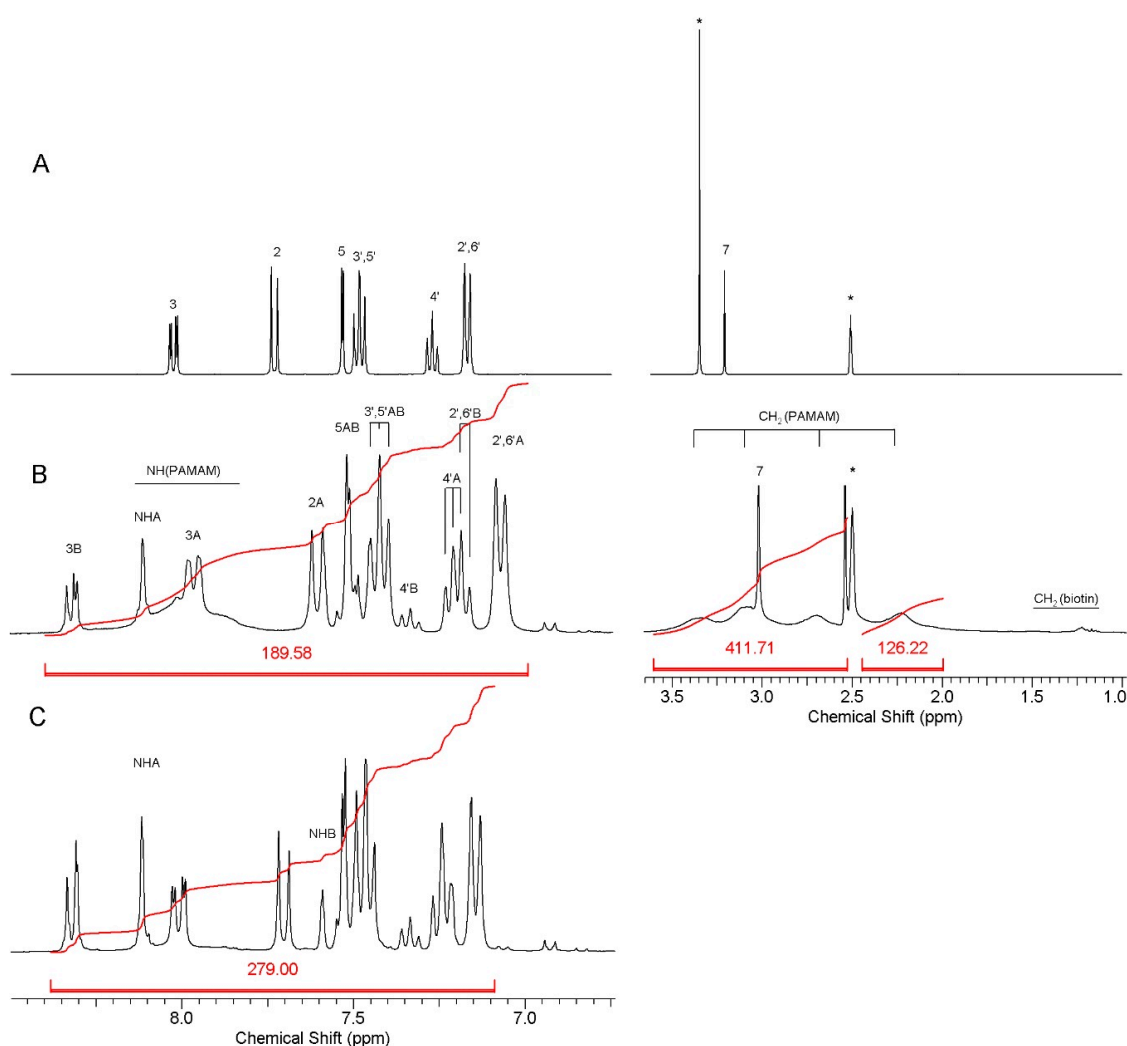 *
A
3
2
5
3',5'
4'
2',6'
7
*
B
NH(PAMAM)
3B
NHA
3A
2A
5AB
3',5'AB
4'B
4'A
2',6'B
2',6'A
CH2 (PAMAM)
7
*
CH2 (biotin)
189.58
411.71
126.22
3.5 3.0 2.5 2.0 1.5 1.0
Chemical Shift (ppm)
C
NHA
NHB
279.00
8.0 7.5 7.0
Chemical Shift (ppm)